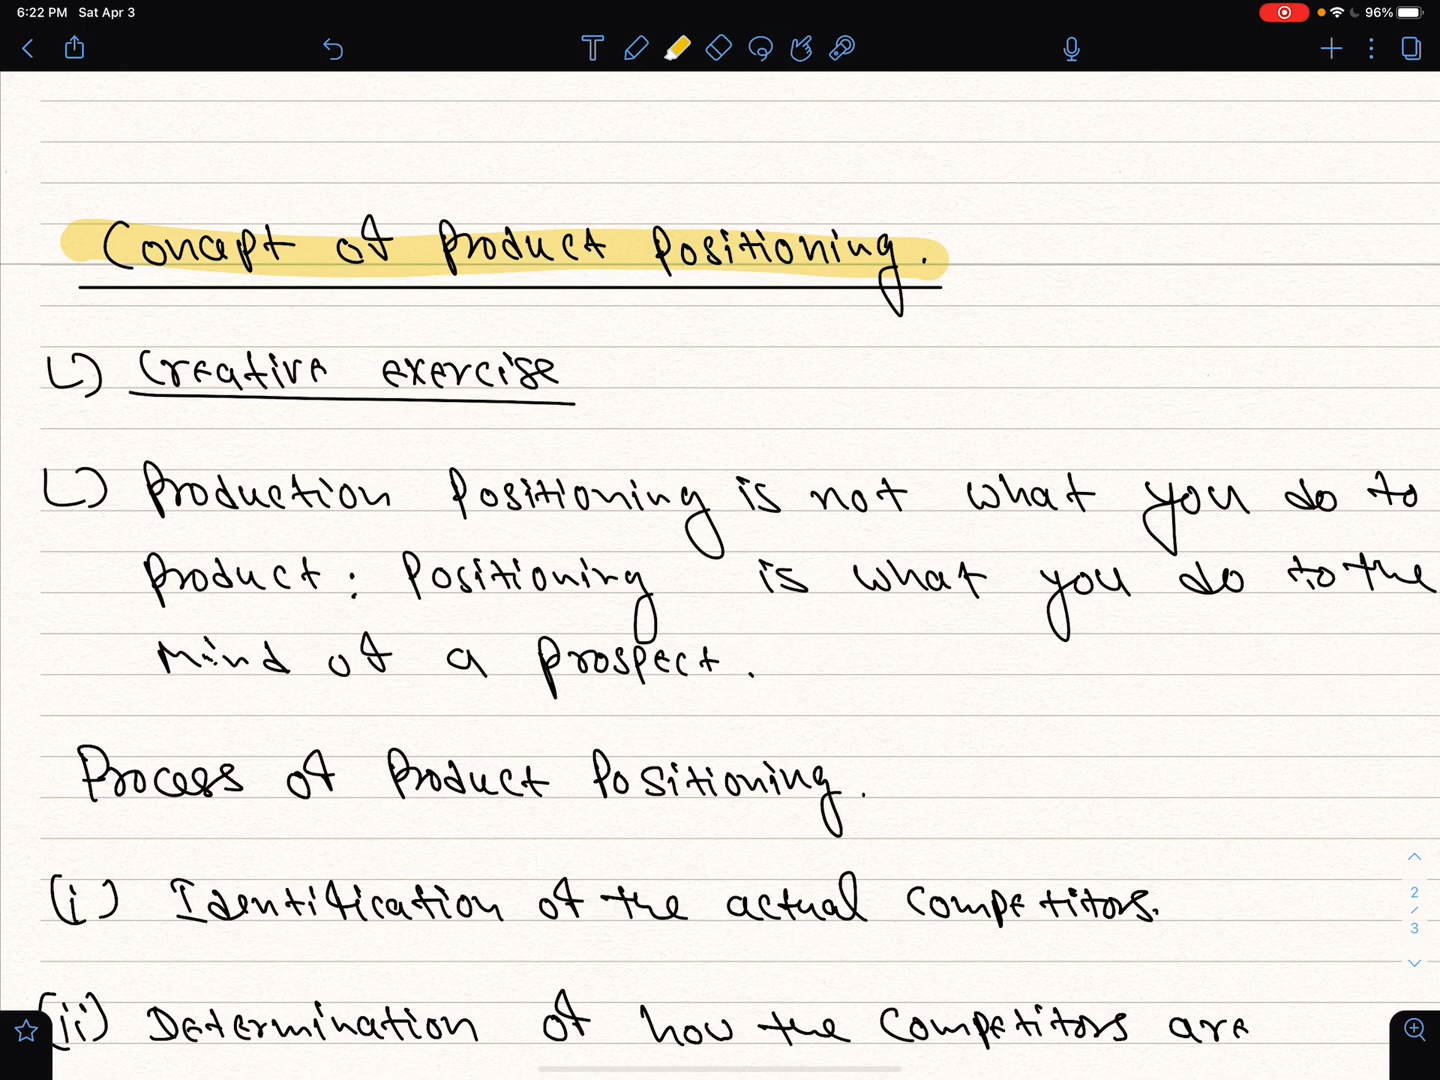 6:22 PM Sat Apr 3 96%
Concept of product positioning.
Creative exercise
Production Positioning is not what you do to
product: Positioning is what you do to the
mind of a prospect.
Process of Product Positioning.
(i) Identification of the actual competitors.
2
/
3
(ii) Determination of how the competitors are